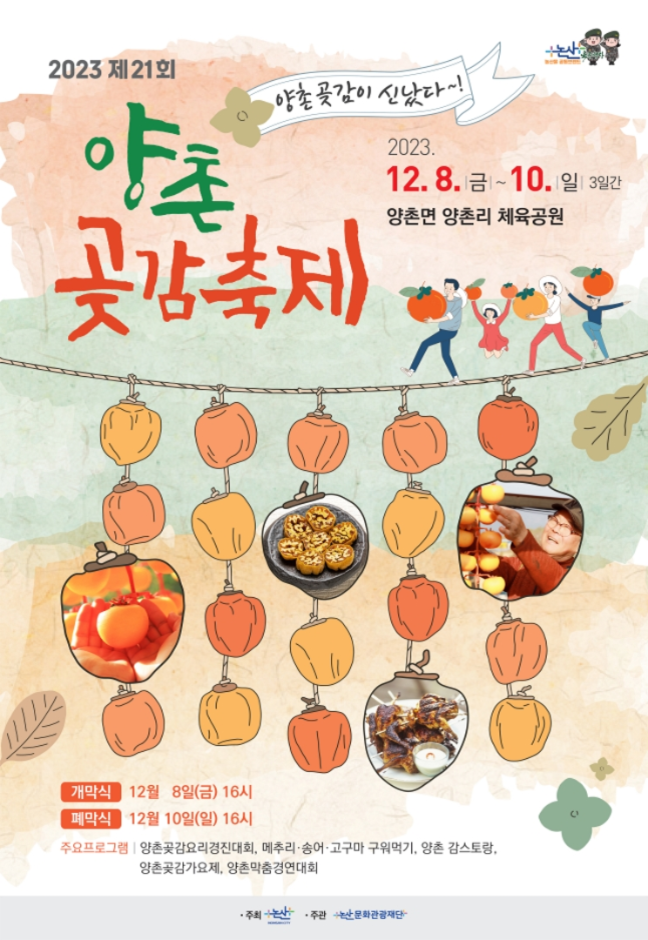 2023 제21회
양촌 곶감이 신났다~!
논산
양촌
곶감축제
2023.
12. 8. 금 ~ 10. 일 3일간
양촌면 양촌리 체육공원
개막식 12월 8일(금) 16시
폐막식 12월 10일(일) 16시
주요프로그램 | 양촌곶감요리경진대회, 메추리·송어·고구마 구워먹기, 양촌 감스토랑,
양촌곶감가요제, 양촌막춤경연대회
·주최 논산 ·주관 논산문화관광재단